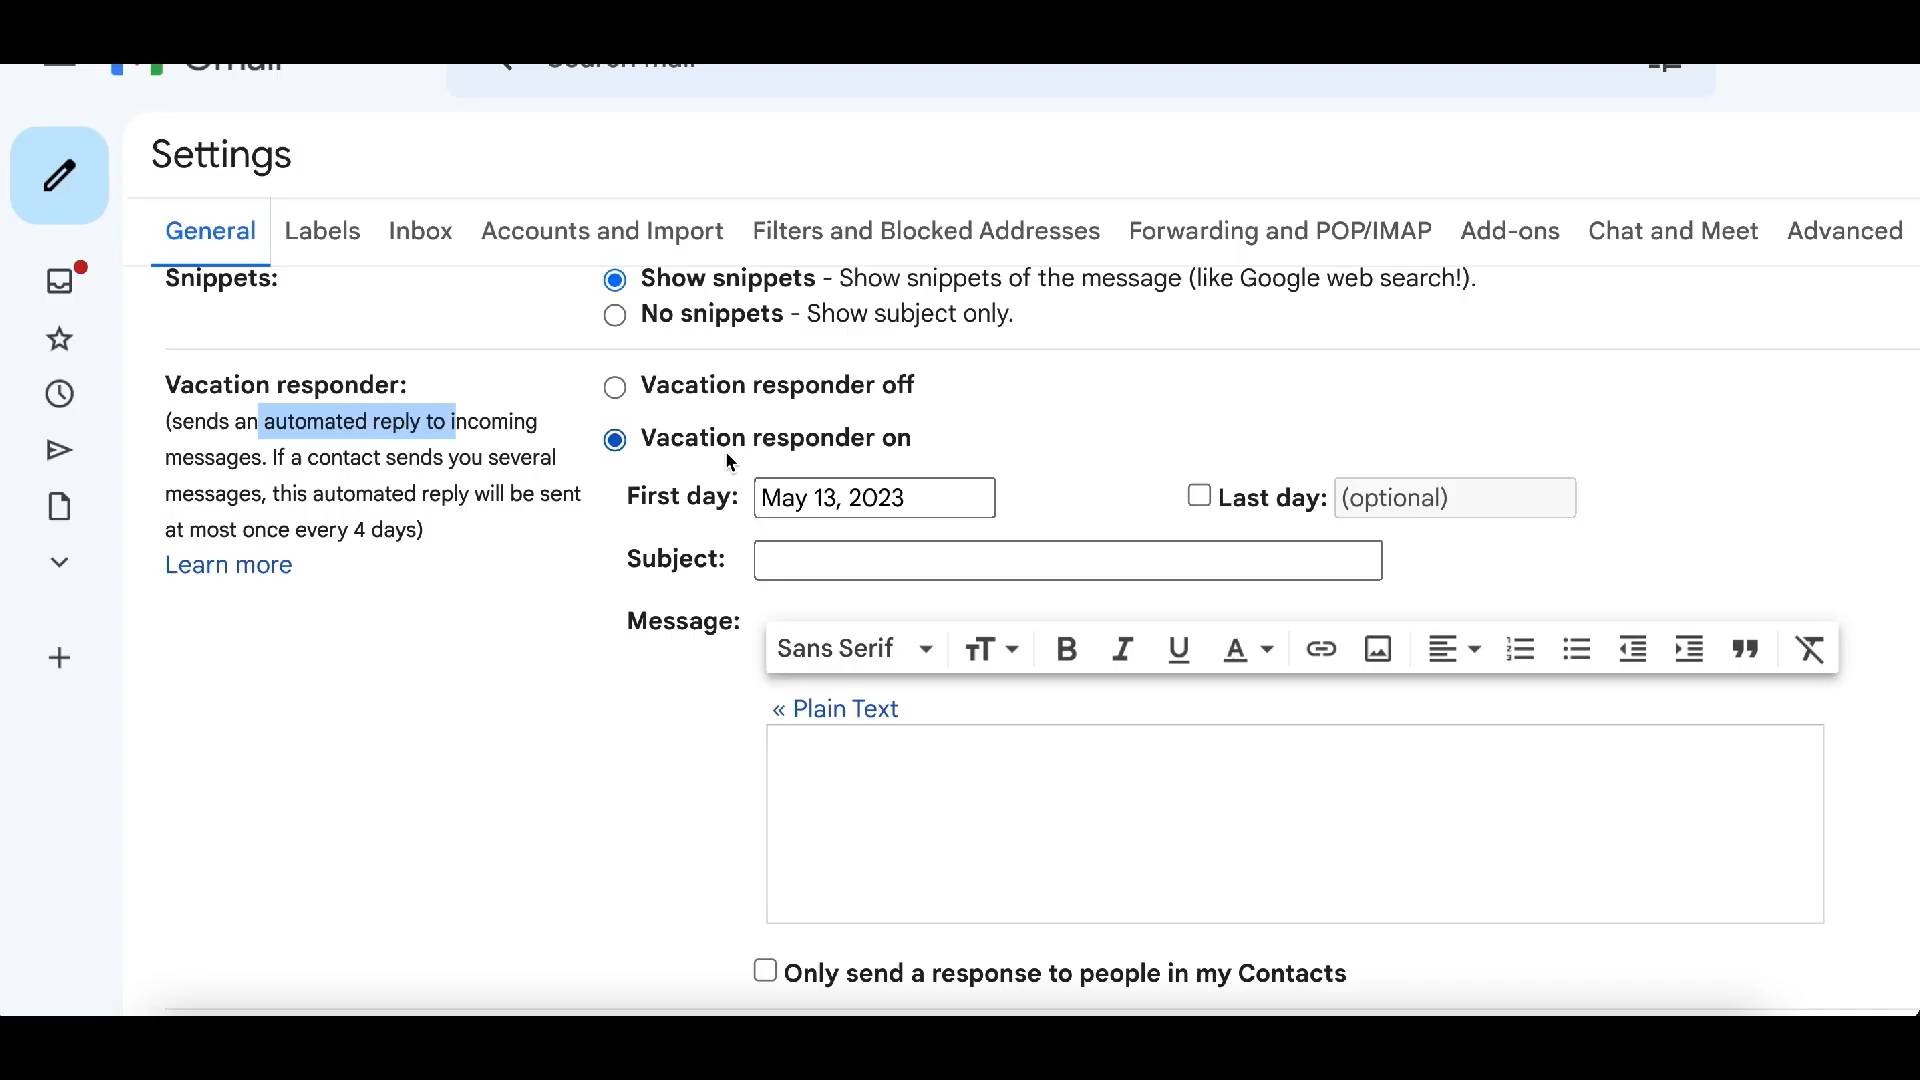 Gmail
Search mail
Settings
General Labels Inbox Accounts and Import Filters and Blocked Addresses Forwarding and POP/IMAP Add-ons Chat and Meet Advanced
Snippets:
Show snippets - Show snippets of the message (like Google web search!).
No snippets - Show subject only.
Vacation responder:
(sends an automated reply to incoming
messages. If a contact sends you several
messages, this automated reply will be sent
at most once every 4 days)
Learn more
Vacation responder off
Vacation responder on
First day: May 13, 2023 Last day: (optional)
Subject:
Message:
Sans Serif
« Plain Text
Only send a response to people in my Contacts